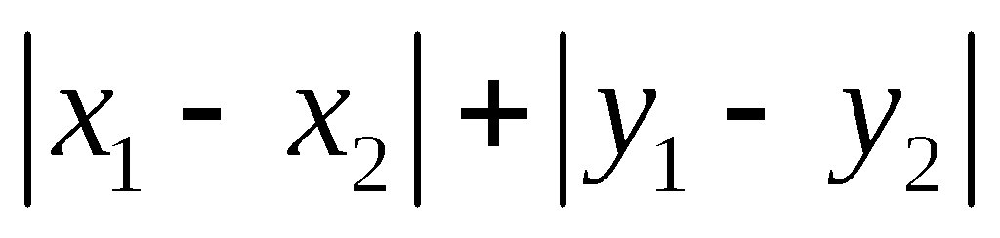 |x₁ - x₂| + |y₁ - y₂|